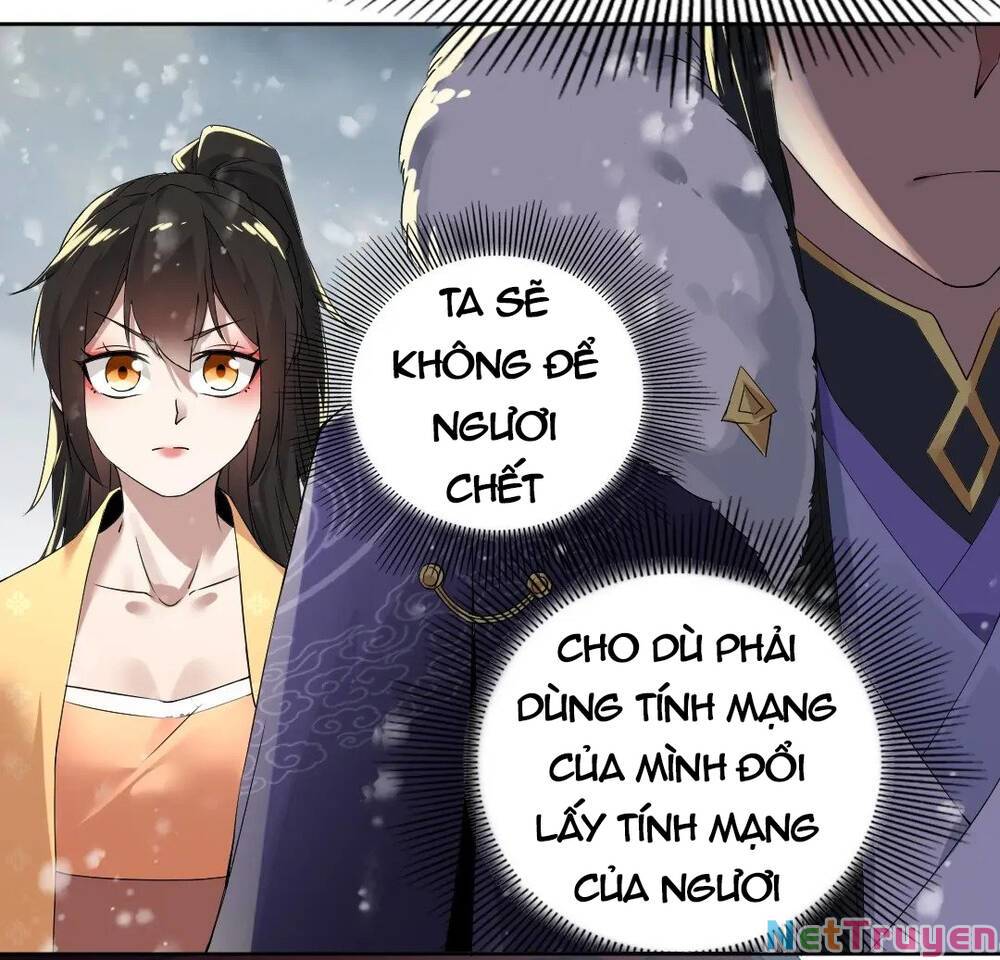 TA SẼ
KHÔNG ĐỂ
NGƯƠI
CHẾT
CHO DÙ PHẢI
DÙNG TÍNH MẠNG
CỦA MÌNH ĐỔI
LẤY TÍNH MẠNG
CỦA NGƯƠI
NETTRUYEN